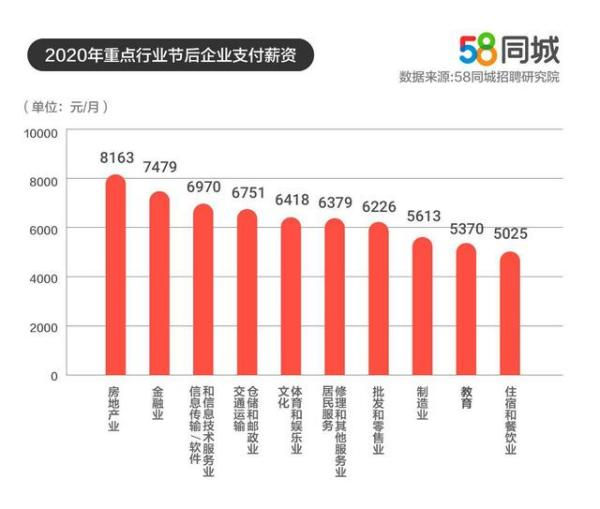 2020年重点行业节后企业支付薪资
58同城
数据来源:58同城招聘研究院
(单位: 元/月)
10000
8000
6000
4000
2000
0
8163
7479
6970
6751
6418
6379
6226
5613
5370
5025
房地产业
金融业
信息传输/软件
和信息技术服务业
交通运输
仓储和邮政业
文化
体育和娱乐业
居民服务
修理和其他服务业
批发和零售业
制造业
教育
住宿和餐饮业